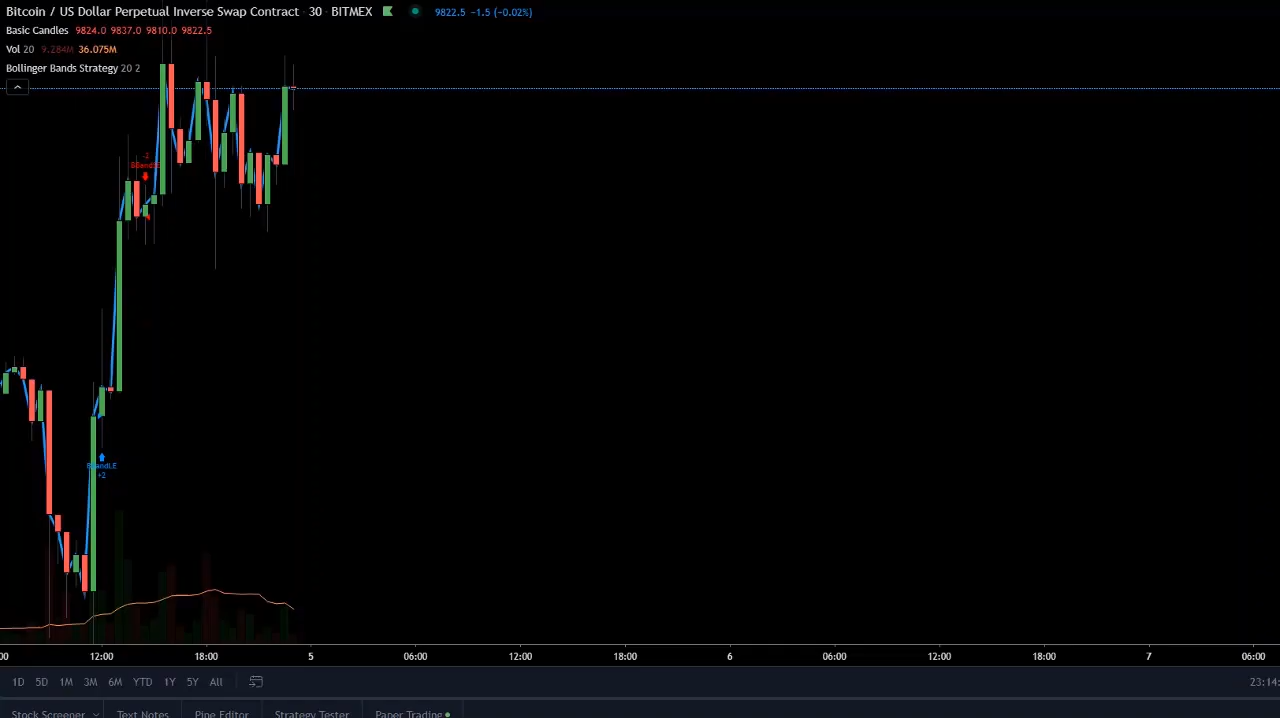 Bitcoin / US Dollar Perpetual Inverse Swap Contract · 30 · BITMEX 9822.5 −1.5 (−0.02%)
Basic Candles 9824.0 9837.0 9810.0 9822.5
Vol 20 9.284M 36.075M
Bollinger Bands Strategy 20 2
-2
BBandLE
+2
12:00 18:00 5 06:00 12:00 18:00 6 06:00 12:00 18:00 7 06:00
1D 5D 1M 3M 6M YTD 1Y 5Y All 23:14:
Stock Screener Text Notes Pine Editor Strategy Tester Paper Trading